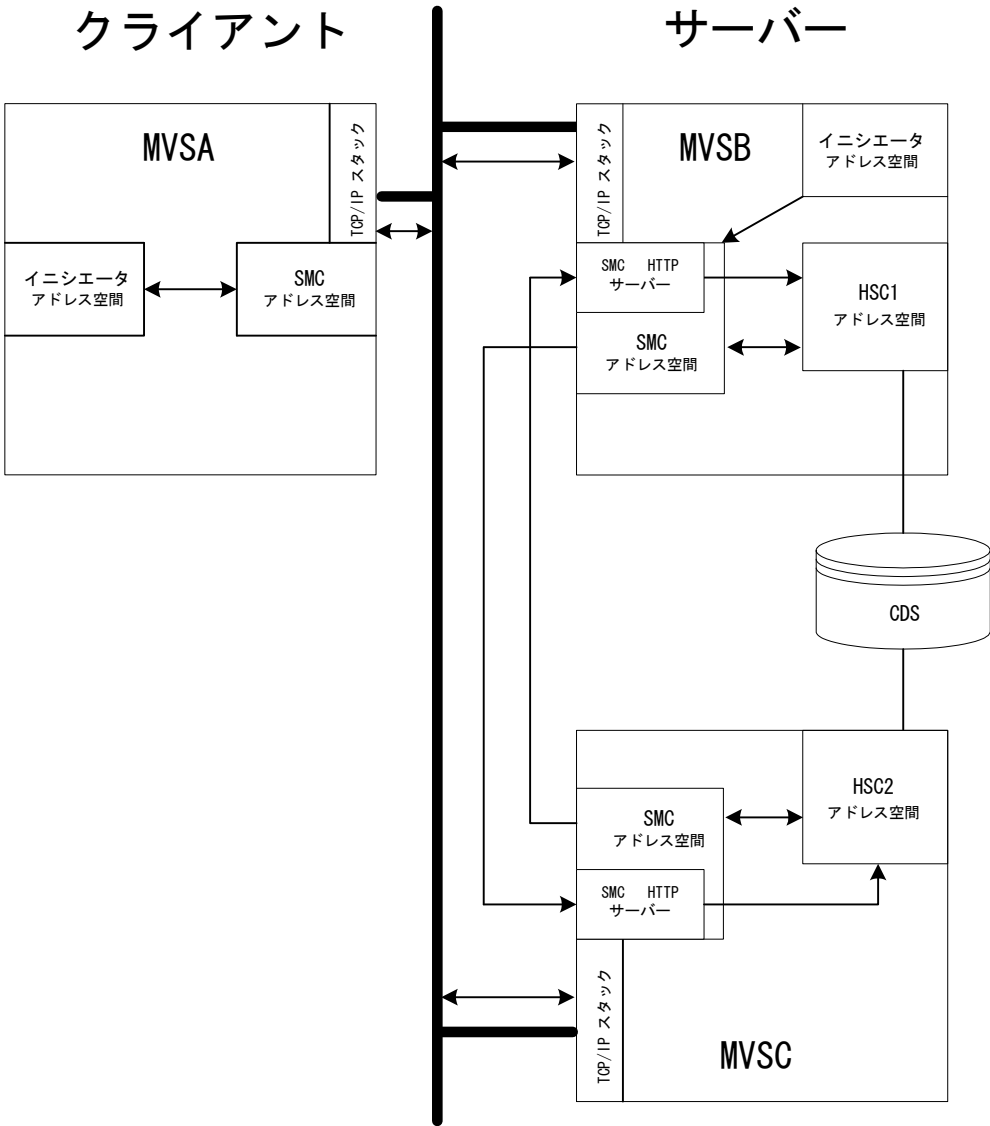 クライアント
サーバー
MVSA
TCP/IP スタック
イニシエータ
アドレス空間
SMC
アドレス空間
TCP/IP スタック
MVSB
イニシエータ
アドレス空間
SMC HTTP
サーバー
SMC
アドレス空間
HSC1
アドレス空間
CDS
HSC2
アドレス空間
SMC
アドレス空間
SMC HTTP
サーバー
TCP/IP スタック
MVSC